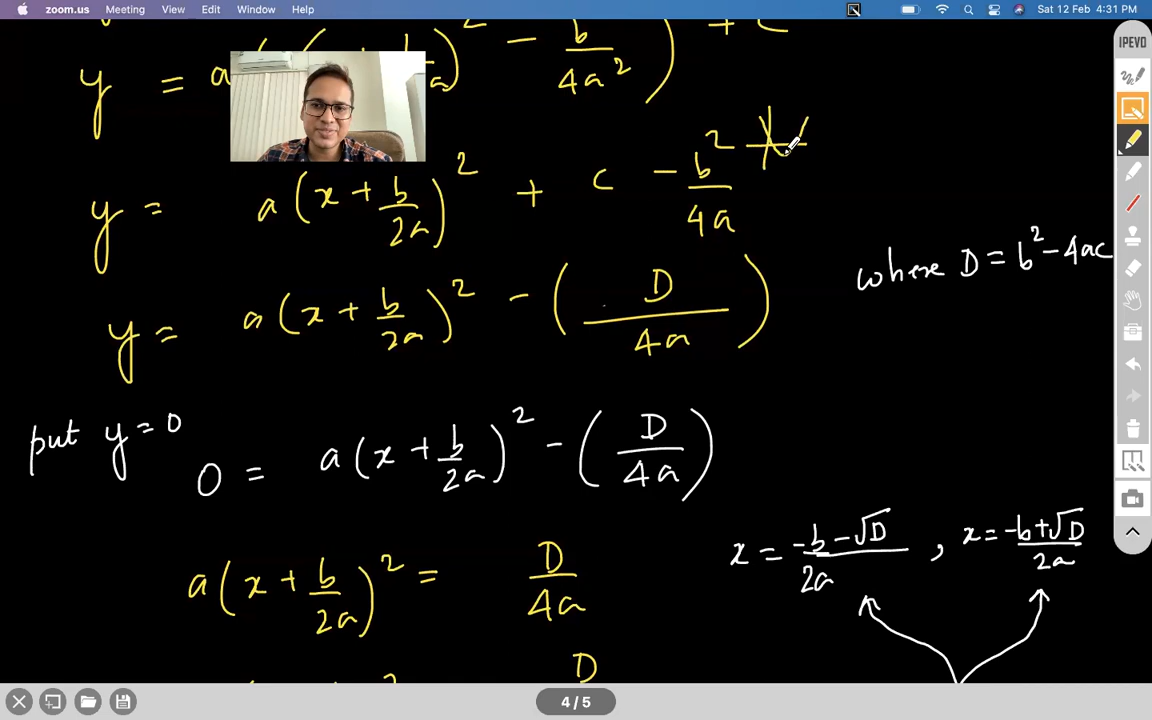 zoom.us Meeting View Edit Window Help Sat 12 Feb 4:31 PM
IPEVO
y = a - b/4a² ) + c
y = a(x + b/2a)² + c - b²/4a
where D = b² - 4ac
y = a(x + b/2a)² - (D/4a)
put y = 0
0 = a(x + b/2a)² - (D/4a)
x = -b - √D/2a , x = -b + √D/2a
a(x + b/2a)² = D/4a
D
4 / 5